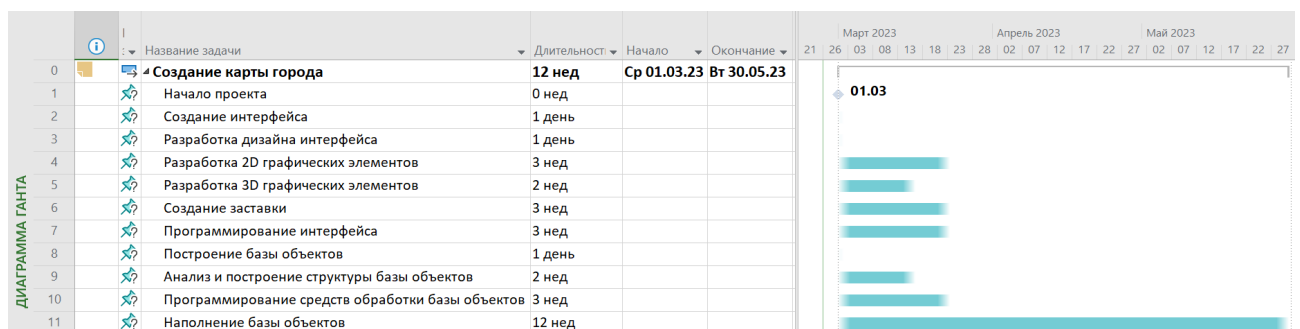 Март 2023 Апрель 2023 Май 2023
Название задачи Длительност Начало Окончание 21 26 03 08 13 18 23 28 02 07 12 17 22 27 02 07 12 17 22 27
0 Создание карты города 12 нед Ср 01.03.23 Вт 30.05.23
1 Начало проекта 0 нед 01.03
2 Создание интерфейса 1 день
3 Разработка дизайна интерфейса 1 день
4 Разработка 2D графических элементов 3 нед
5 Разработка 3D графических элементов 2 нед
6 Создание заставки 3 нед
7 Программирование интерфейса 3 нед
8 Построение базы объектов 1 день
9 Анализ и построение структуры базы объектов 2 нед
10 Программирование средств обработки базы объектов 3 нед
11 Наполнение базы объектов 12 нед
ДИАГРАММА ГАНТА